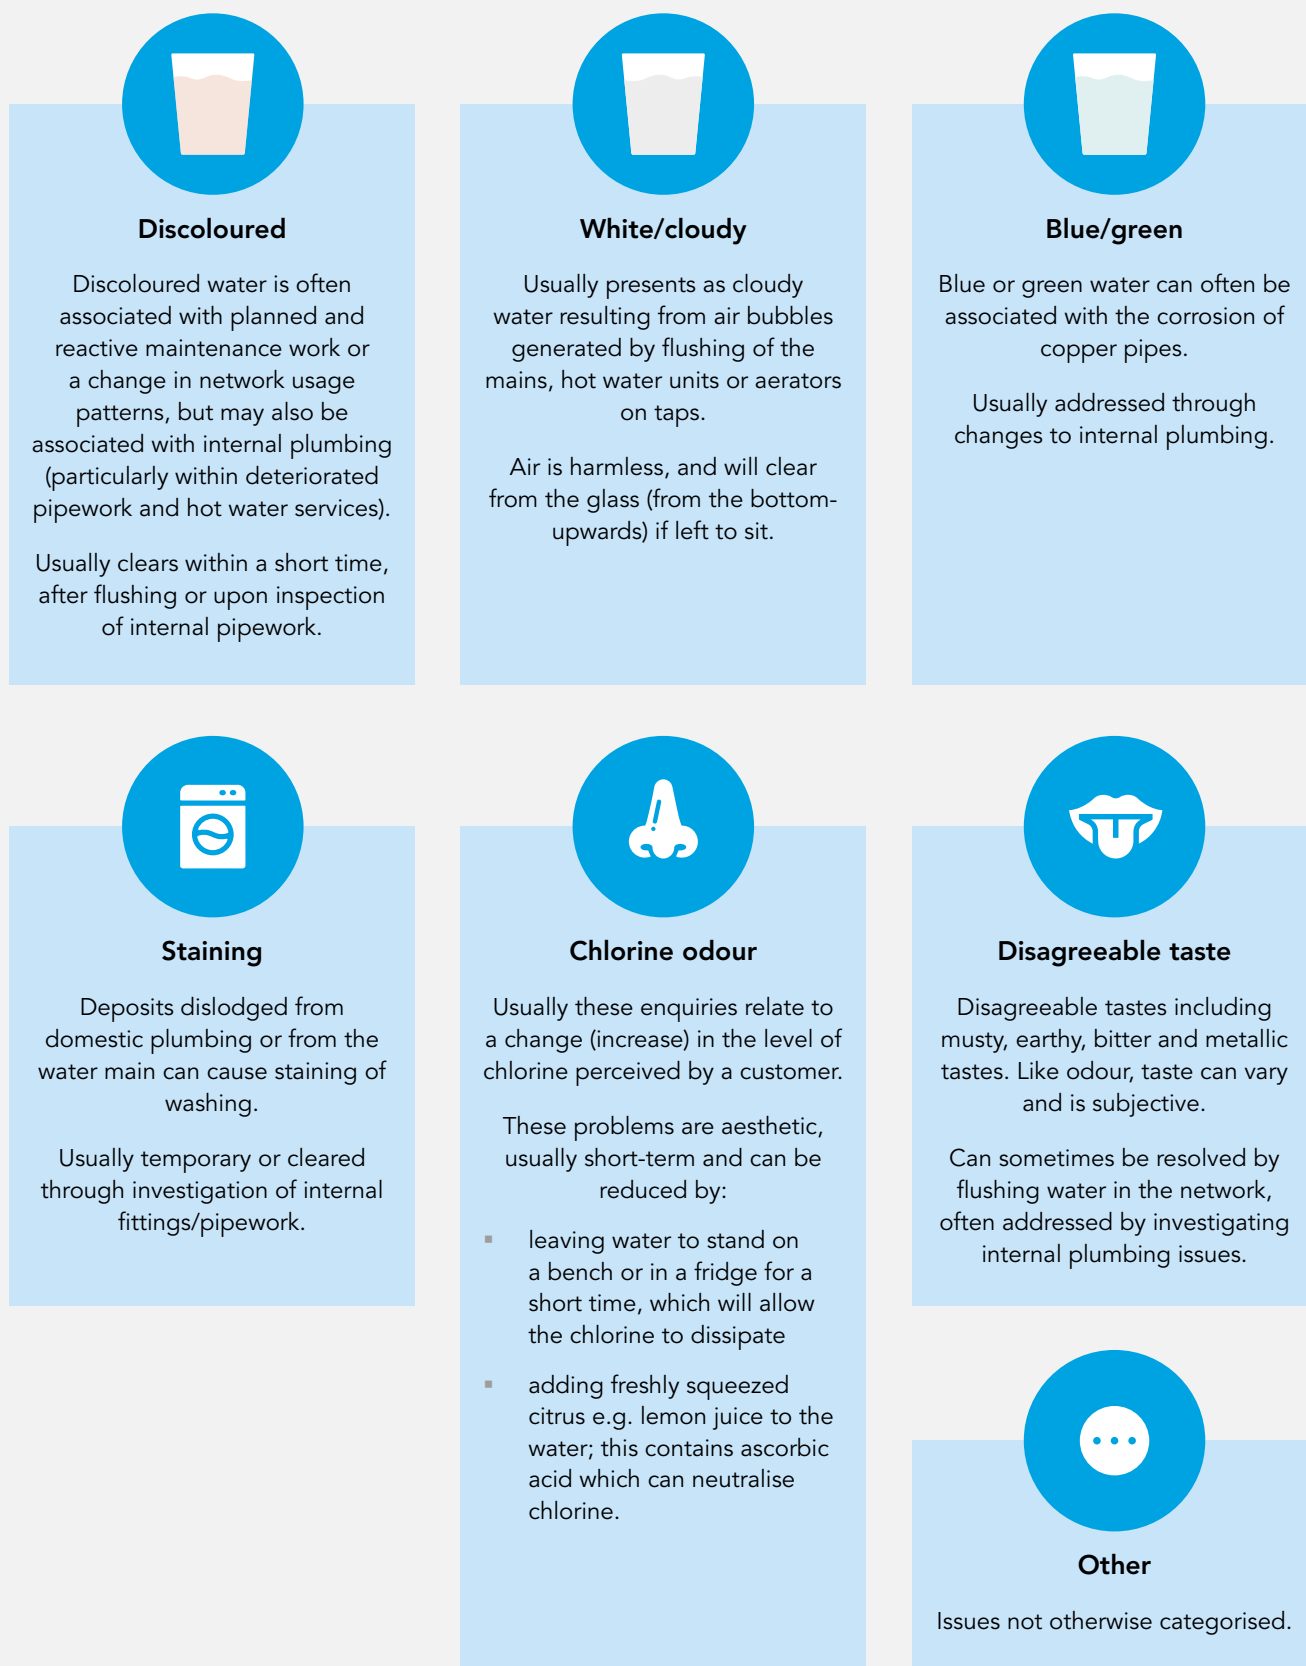 Discoloured
Discoloured water is often
associated with planned and
reactive maintenance work or
a change in network usage
patterns, but may also be
associated with internal plumbing
(particularly within deteriorated
pipework and hot water services).
Usually clears within a short time,
after flushing or upon inspection
of internal pipework.
White/cloudy
Usually presents as cloudy
water resulting from air bubbles
generated by flushing of the
mains, hot water units or aerators
on taps.
Air is harmless, and will clear
from the glass (from the bottom-
upwards) if left to sit.
Blue/green
Blue or green water can often be
associated with the corrosion of
copper pipes.
Usually addressed through
changes to internal plumbing.
Staining
Deposits dislodged from
domestic plumbing or from the
water main can cause staining of
washing.
Usually temporary or cleared
through investigation of internal
fittings/pipework.
Chlorine odour
Usually these enquiries relate to
a change (increase) in the level of
chlorine perceived by a customer.
These problems are aesthetic,
usually short-term and can be
reduced by:
▪ leaving water to stand on
a bench or in a fridge for a
short time, which will allow
the chlorine to dissipate
▪ adding freshly squeezed
citrus e.g. lemon juice to the
water; this contains ascorbic
acid which can neutralise
chlorine.
Disagreeable taste
Disagreeable tastes including
musty, earthy, bitter and metallic
tastes. Like odour, taste can vary
and is subjective.
Can sometimes be resolved by
flushing water in the network,
often addressed by investigating
internal plumbing issues.
Other
Issues not otherwise categorised.